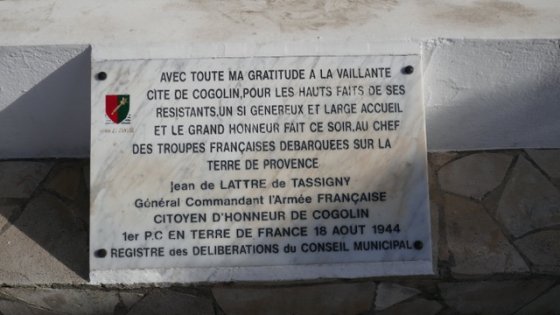 AVEC TOUTE MA GRATITUDE A LA VAILLANTE
CITE DE COGOLIN,POUR LES HAUTS FAITS DE SES
RESISTANTS,UN SI GENEREUX ET LARGE ACCUEIL
ET LE GRAND HONNEUR FAIT CE SOIR,AU CHEF
DES TROUPES FRANÇAISES DEBARQUEES SUR LA
TERRE DE PROVENCE
Jean de LATTRE de TASSIGNY
Général Commandant l'Armée FRANÇAISE
CITOYEN D'HONNEUR DE COGOLIN
1er P.C EN TERRE DE FRANCE 18 AOUT 1944
REGISTRE des DELIBERATIONS du CONSEIL MUNICIPAL